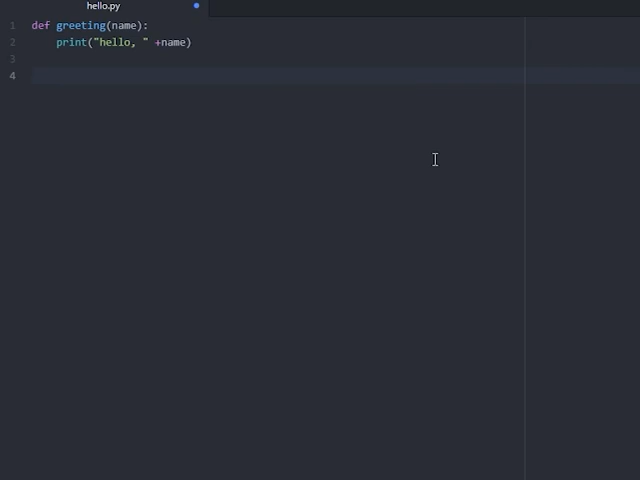 hello.py
1 def greeting(name):
2     print("hello, " +name)
3
4